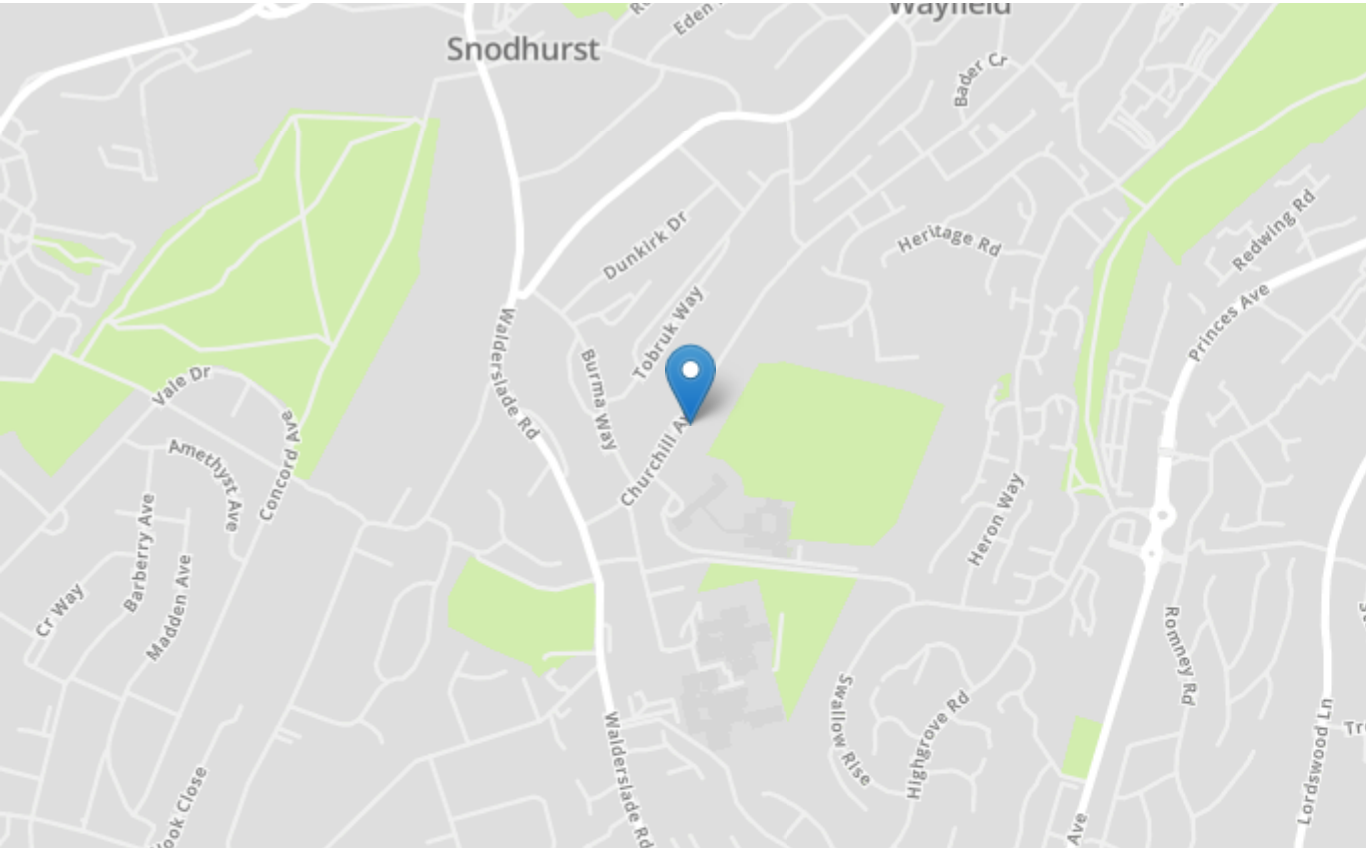 Wayfield
Eden
Snodhurst
Bader Cr
Redwing Rd
Dunkirk Dr
Heritage Rd
Princes Ave
Tobruk Way
Walderslade Rd
Burma Way
Vale Dr
Concord Ave
Amethyst Ave
Churchill Av
Heron Way
Barberry Ave
Madden Ave
Cr Way
Romney Rd
Swallow Rise
Highgrove Rd
Lordswood Ln
Walderslade Rd
ook Close
Ave